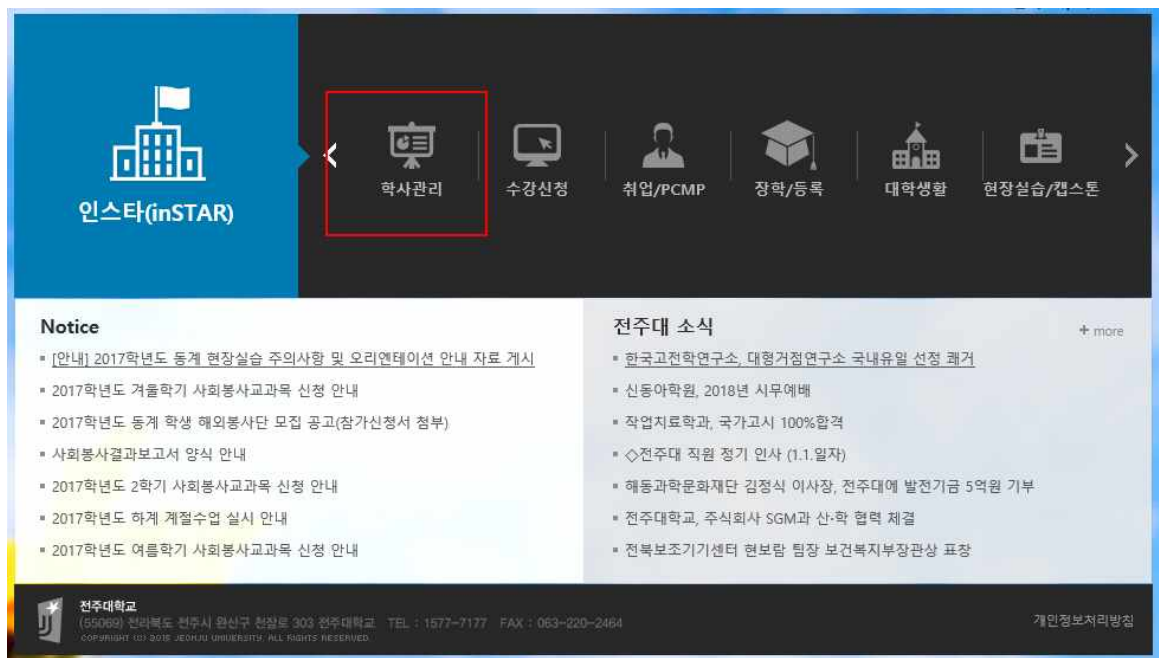 인스타(inSTAR)
학사관리
수강신청
취업/PCMP
장학/등록
대학생활
현장실습/캡스톤
Notice
[안내] 2017학년도 동계 현장실습 주의사항 및 오리엔테이션 안내 자료 게시
2017학년도 겨울학기 사회봉사교과목 신청 안내
2017학년도 동계 학생 해외봉사단 모집 공고(참가신청서 첨부)
사회봉사결과보고서 양식 안내
2017학년도 2학기 사회봉사교과목 신청 안내
2017학년도 하계 계절수업 실시 안내
2017학년도 여름학기 사회봉사교과목 신청 안내
전주대 소식
+ more
한국고전학연구소, 대형거점연구소 국내유일 선정 쾌거
신동아학원, 2018년 시무예배
작업치료학과, 국가고시 100%합격
◇전주대 직원 정기 인사 (1.1.일자)
해동과학문화재단 김정식 이사장, 전주대에 발전기금 5억원 기부
전주대학교, 주식회사 SGM과 산·학 협력 체결
전북보조기기센터 현보람 팀장 보건복지부장관상 표창
전주대학교
(55069) 전라북도 전주시 완산구 천잠로 303 전주대학교 TEL : 1577-7177 FAX : 063-220-2464
COPYRIGHT (C) 2015 JEONJU UNIVERSITY. ALL RIGHTS RESERVED.
개인정보처리방침